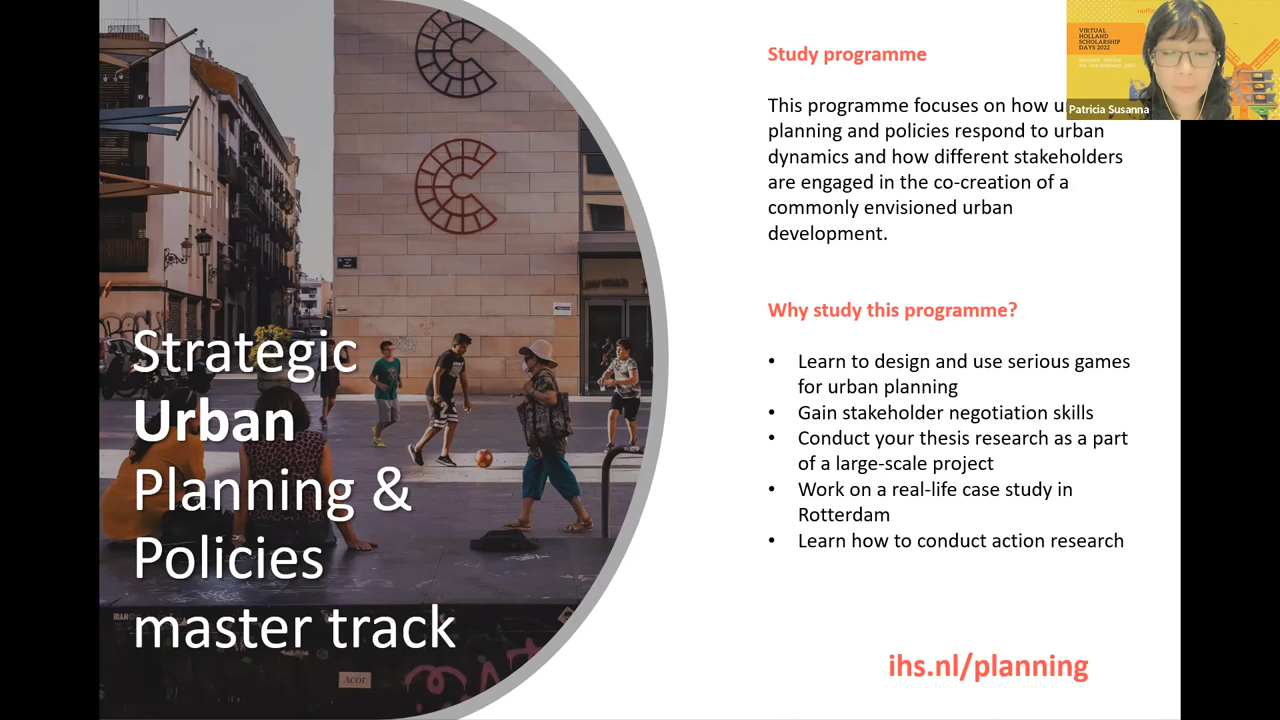 Strategic
Urban
Planning &
Policies
master track
Acor
Study programme
This programme focuses on how u
planning and policies respond to urban
dynamics and how different stakeholders
are engaged in the co-creation of a
commonly envisioned urban
development.
Why study this programme?
• Learn to design and use serious games
for urban planning
• Gain stakeholder negotiation skills
• Conduct your thesis research as a part
of a large-scale project
• Work on a real-life case study in
Rotterdam
• Learn how to conduct action research
ihs.nl/planning
VIRTUAL
HOLLAND
SCHOLARSHIP
DAYS 2022
Patricia Susanna